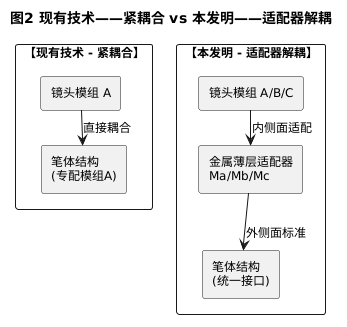 图2 现有技术——紧耦合 vs 本发明——适配器解耦
【现有技术 - 紧耦合】
镜头模组 A
直接耦合
笔体结构
(专配模组A)
【本发明 - 适配器解耦】
镜头模组 A/B/C
内侧面适配
金属薄层适配器
Ma/Mb/Mc
外侧面标准
笔体结构
(统一接口)